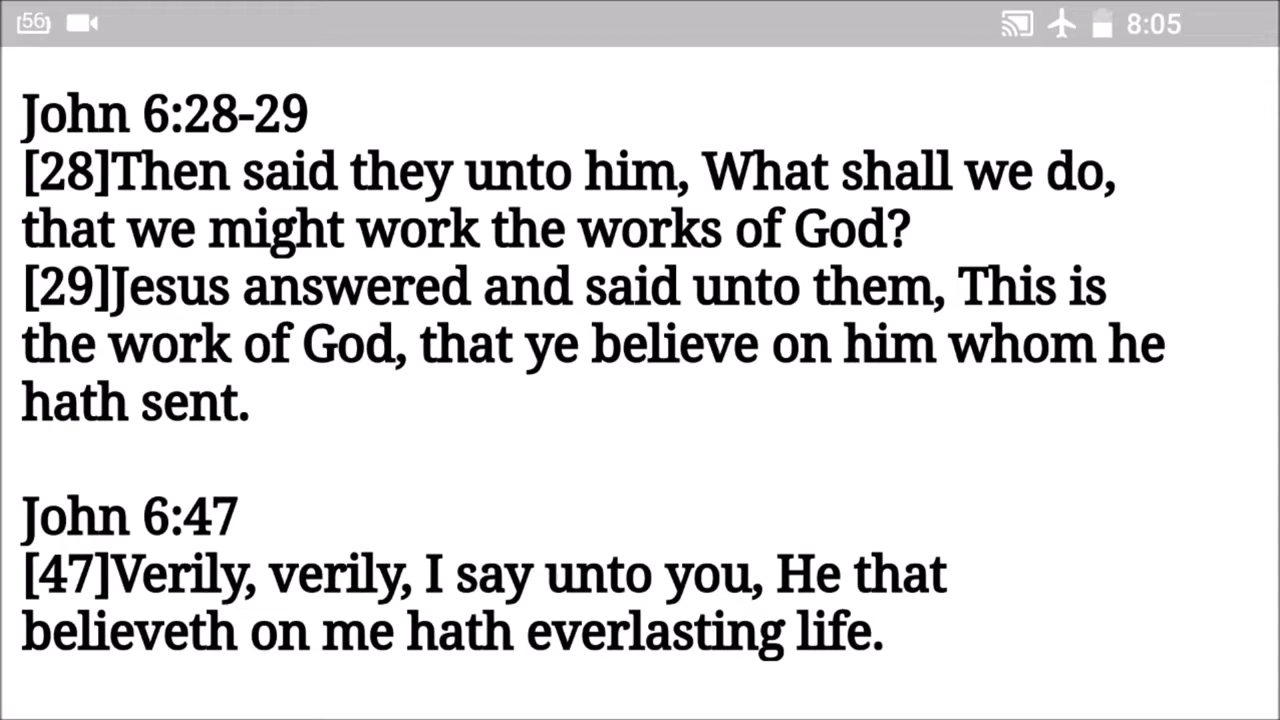 56
8:05
John 6:28-29
[28]Then said they unto him, What shall we do,
that we might work the works of God?
[29]Jesus answered and said unto them, This is
the work of God, that ye believe on him whom he
hath sent.
John 6:47
[47]Verily, verily, I say unto you, He that
believeth on me hath everlasting life.